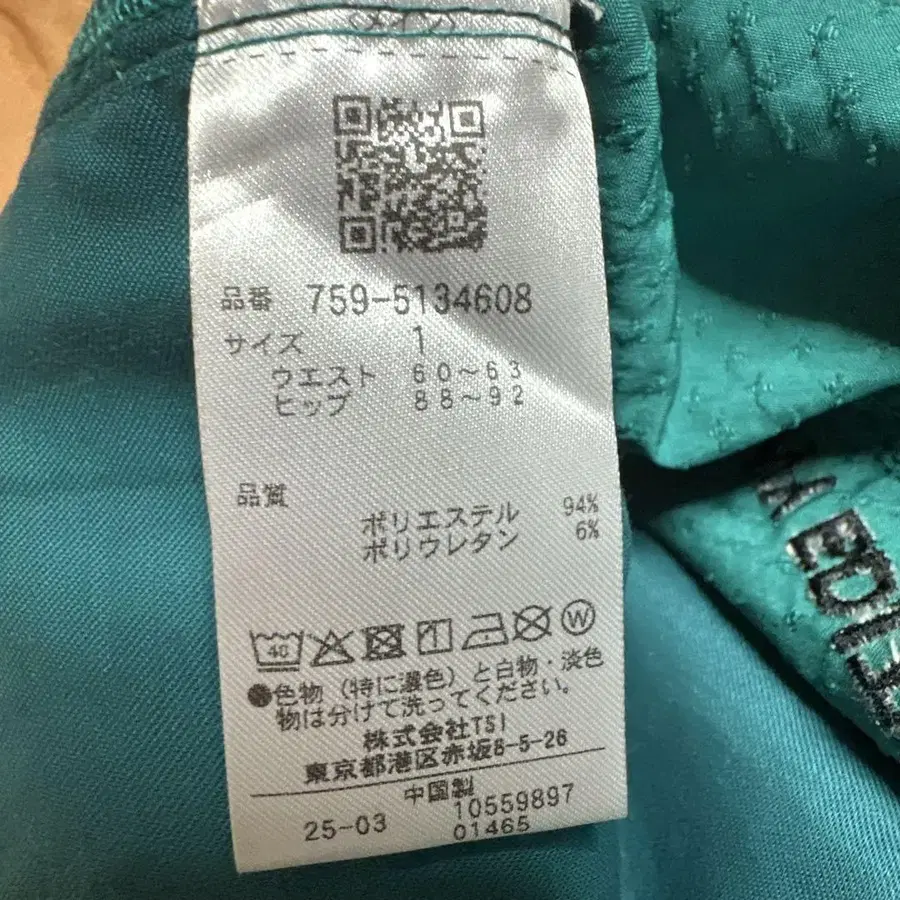 <メイン>
品番 759-5134608
サイズ 1
ウエスト 60～63
ヒップ 88～92
品質
ポリエステル 94%
ポリウレタン 6%
40
W
●色物（特に濃色）と白物・淡色
物は分けて洗ってください。
株式会社TSI
東京都港区赤坂8-5-26
中国製
25-03 10559897
01465